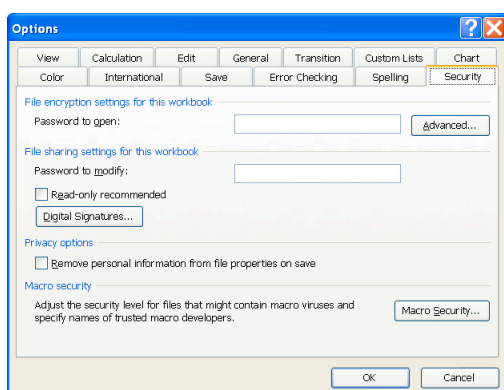 Options
View Calculation Edit General Transition Custom Lists Chart
Color International Save Error Checking Spelling Security
File encryption settings for this workbook
Password to open:
Advanced...
File sharing settings for this workbook
Password to modify:
Read-only recommended
Digital Signatures...
Privacy options
Remove personal information from file properties on save
Macro security
Adjust the security level for files that might contain macro viruses and
specify names of trusted macro developers.
Macro Security...
OK Cancel